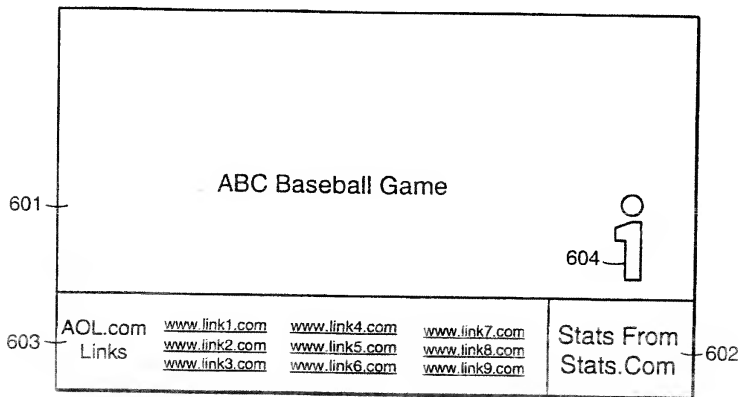 ABC Baseball Game
601
604
603
AOL.com
Links
www.link1.com www.link4.com www.link7.com
www.link2.com www.link5.com www.link8.com
www.link3.com www.link6.com www.link9.com
Stats From
Stats.Com
602